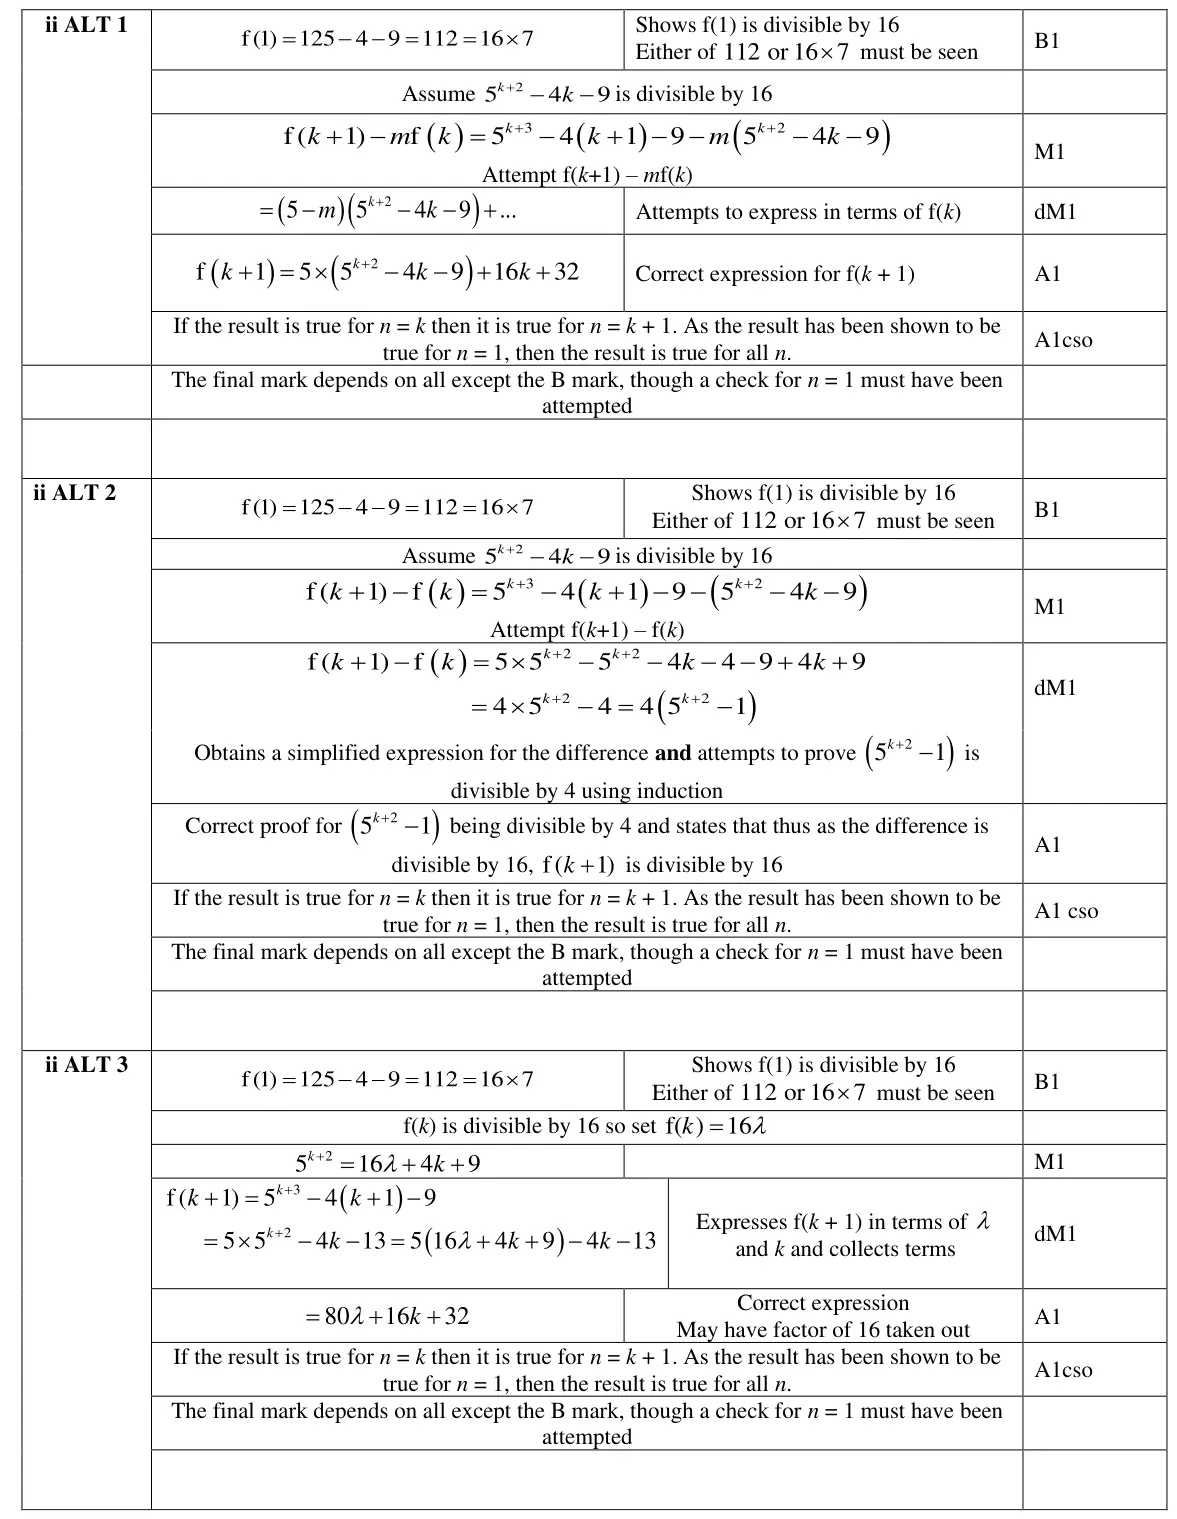 ii ALT 1
f(1) = 125 − 4 − 9 = 112 = 16 × 7
Shows f(1) is divisible by 16
Either of 112 or 16 × 7 must be seen
B1
Assume 5^{k+2} − 4k − 9 is divisible by 16
f(k + 1) − mf(k) = 5^{k+3} − 4(k + 1) − 9 − m(5^{k+2} − 4k − 9)
Attempt f(k+1) – mf(k)
M1
= (5 − m)(5^{k+2} − 4k − 9) + ...
Attempts to express in terms of f(k)
dM1
f(k + 1) = 5 × (5^{k+2} − 4k − 9) + 16k + 32
Correct expression for f(k + 1)
A1
If the result is true for n = k then it is true for n = k + 1. As the result has been shown to be
true for n = 1, then the result is true for all n.
A1cso
The final mark depends on all except the B mark, though a check for n = 1 must have been
attempted
ii ALT 2
f(1) = 125 − 4 − 9 = 112 = 16 × 7
Shows f(1) is divisible by 16
Either of 112 or 16 × 7 must be seen
B1
Assume 5^{k+2} − 4k − 9 is divisible by 16
f(k + 1) − f(k) = 5^{k+3} − 4(k + 1) − 9 − (5^{k+2} − 4k − 9)
Attempt f(k+1) – f(k)
M1
f(k + 1) − f(k) = 5 × 5^{k+2} − 5^{k+2} − 4k − 4 − 9 + 4k + 9
= 4 × 5^{k+2} − 4 = 4(5^{k+2} − 1)
dM1
Obtains a simplified expression for the difference and attempts to prove (5^{k+2} − 1) is
divisible by 4 using induction
Correct proof for (5^{k+2} − 1) being divisible by 4 and states that thus as the difference is
divisible by 16, f(k + 1) is divisible by 16
A1
If the result is true for n = k then it is true for n = k + 1. As the result has been shown to be
true for n = 1, then the result is true for all n.
A1 cso
The final mark depends on all except the B mark, though a check for n = 1 must have been
attempted
ii ALT 3
f(1) = 125 − 4 − 9 = 112 = 16 × 7
Shows f(1) is divisible by 16
Either of 112 or 16 × 7 must be seen
B1
f(k) is divisible by 16 so set f(k) = 16λ
5^{k+2} = 16λ + 4k + 9
M1
f(k + 1) = 5^{k+3} − 4(k + 1) − 9
= 5 × 5^{k+2} − 4k − 13 = 5(16λ + 4k + 9) − 4k − 13
Expresses f(k + 1) in terms of λ
and k and collects terms
dM1
= 80λ + 16k + 32
Correct expression
May have factor of 16 taken out
A1
If the result is true for n = k then it is true for n = k + 1. As the result has been shown to be
true for n = 1, then the result is true for all n.
A1cso
The final mark depends on all except the B mark, though a check for n = 1 must have been
attempted